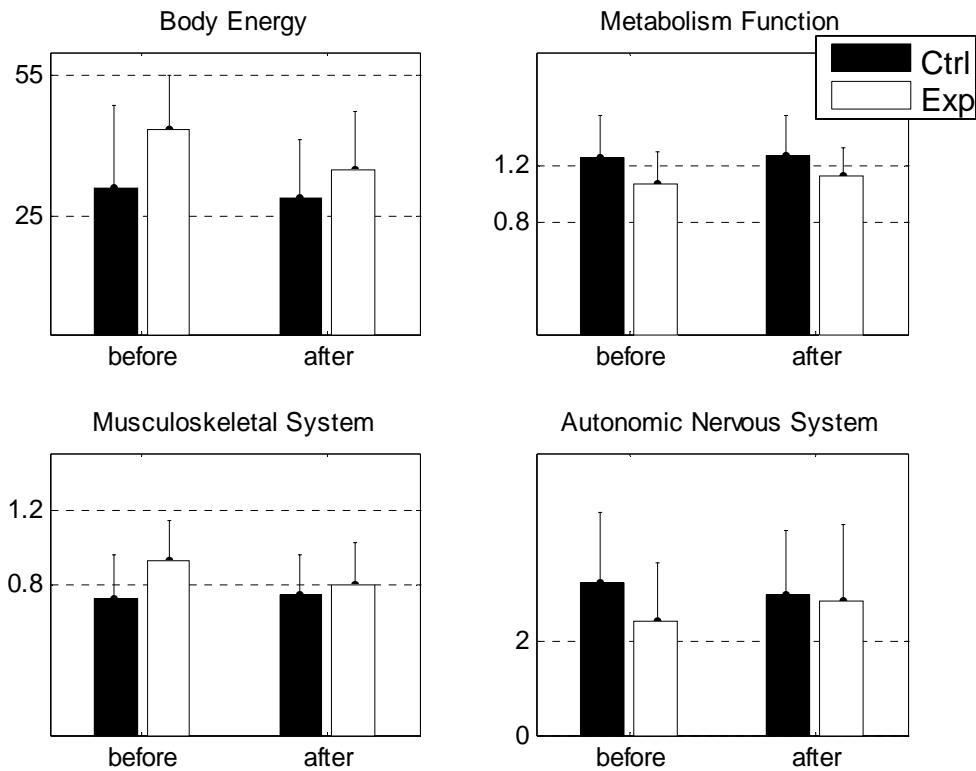 Body Energy
55
25
before
after
Metabolism Function
Ctrl
Exp
1.2
0.8
before
after
Musculoskeletal System
1.2
0.8
before
after
Autonomic Nervous System
2
0
before
after